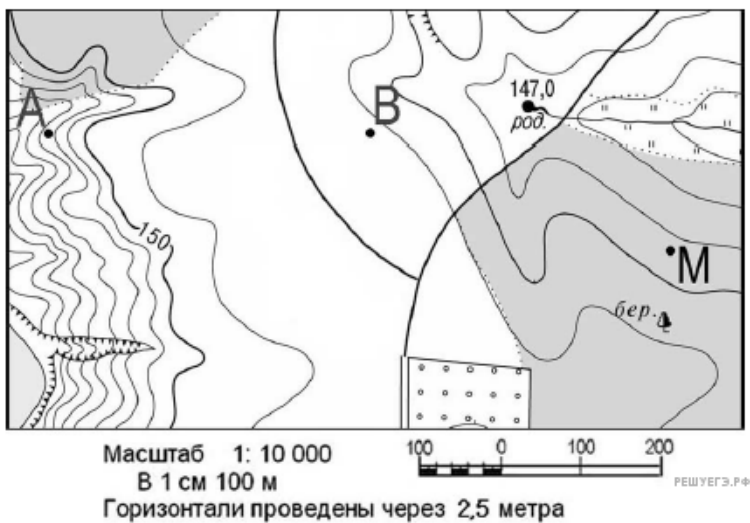 А
В
147,0
род.
150
М
бер.
Масштаб 1: 10 000
В 1 см 100 м
100 0 100 200
Горизонтали проведены через 2,5 метра
РЕШУЕГЭ.РФ